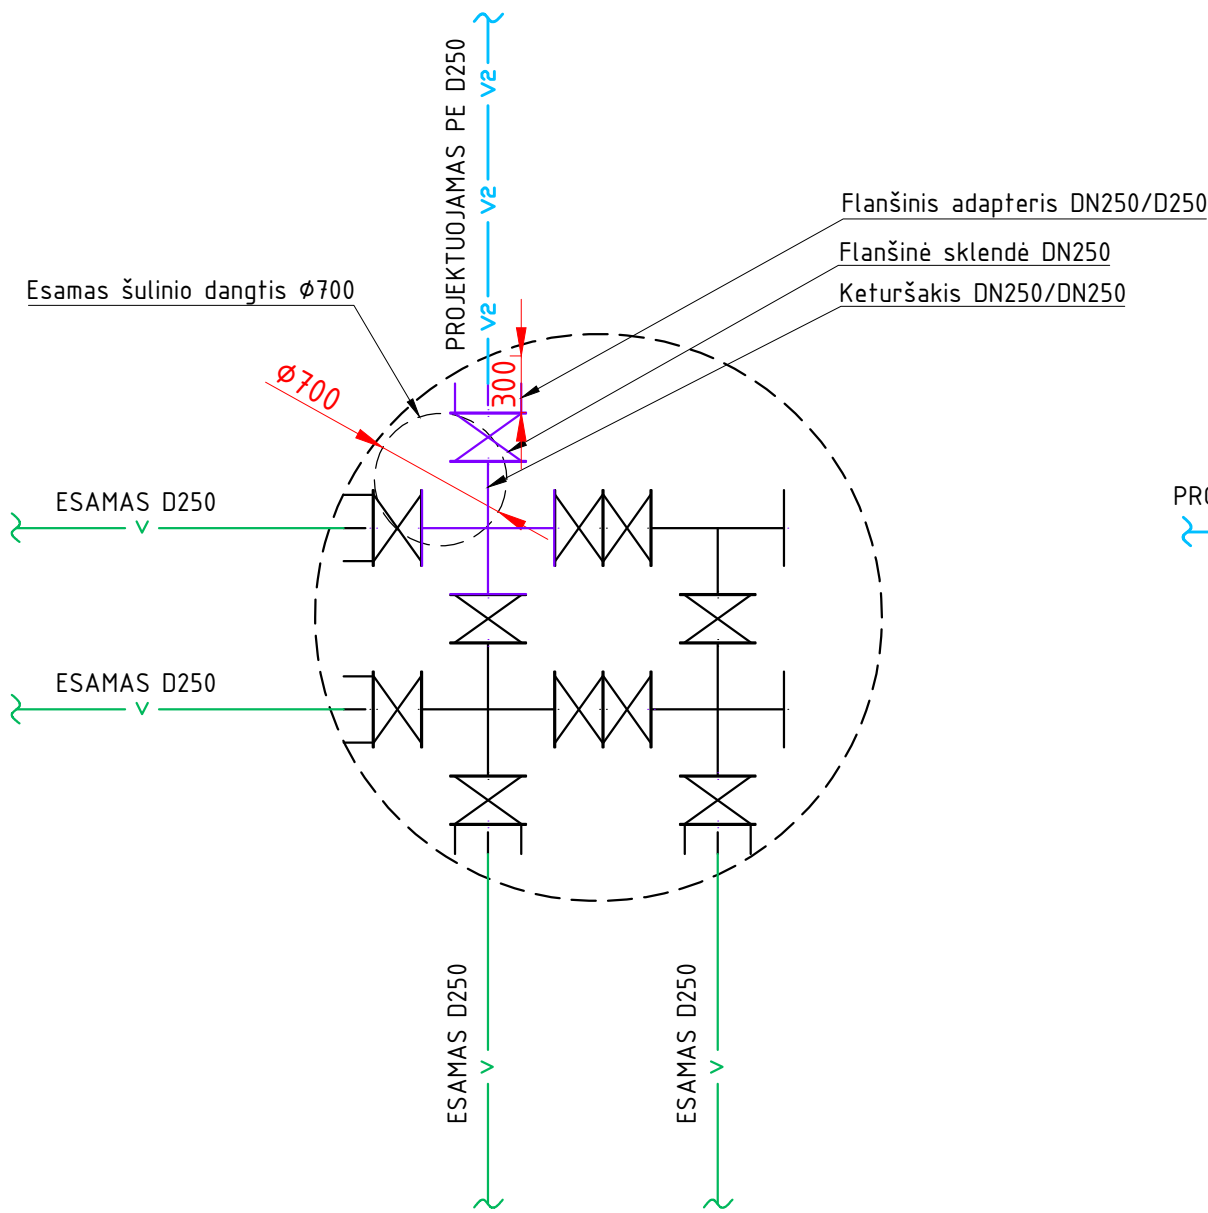 PROJEKTUOJAMAS PE D250
V2
V2
V2
Flanšinis adapteris DN250/D250
Flanšinė sklendė DN250
Keturšakis DN250/DN250
Esamas šulinio dangtis Ø700
300
Ø700
ESAMAS D250
V
PRO
ESAMAS D250
V
ESAMAS D250
V
ESAMAS D250
V